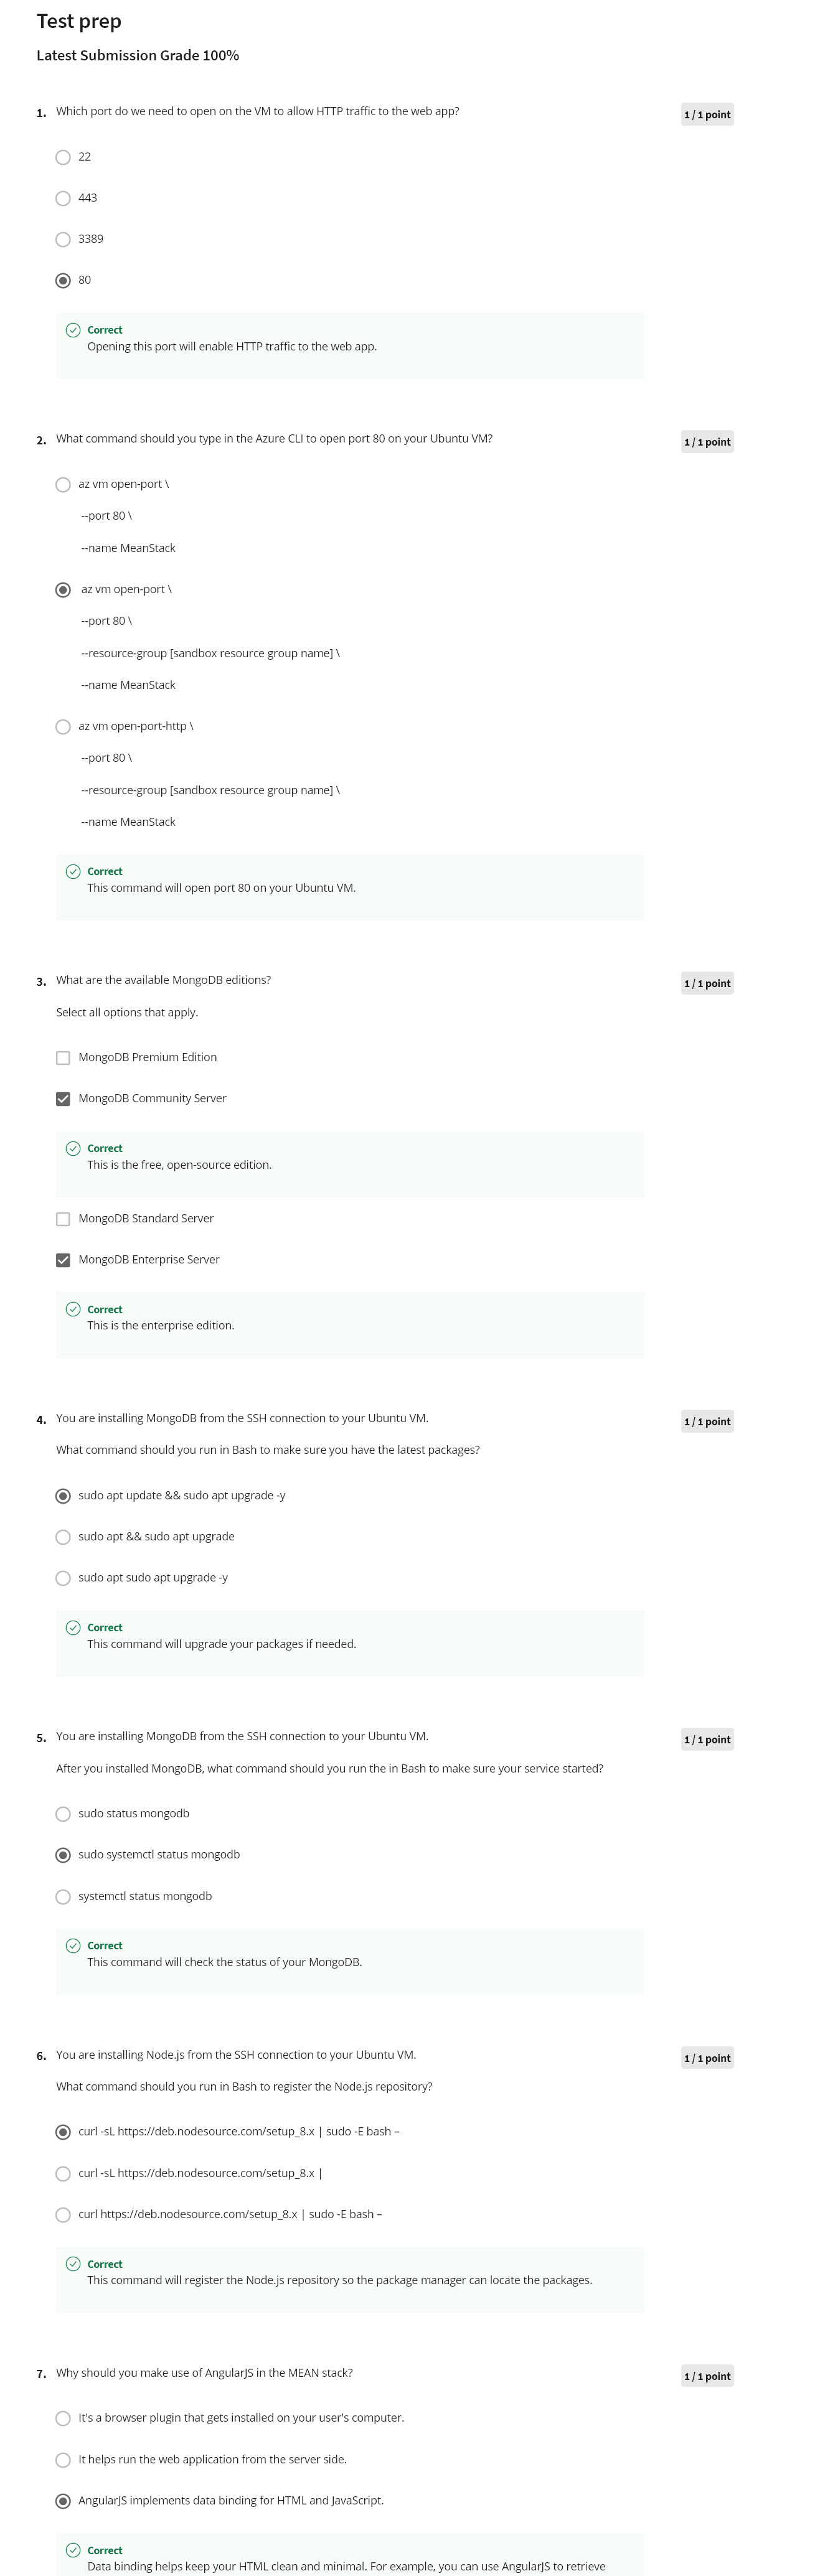 Test prep
Latest Submission Grade 100%
1. Which port do we need to open on the VM to allow HTTP traffic to the web app?
1 / 1 point
22
443
3389
80
Correct
Opening this port will enable HTTP traffic to the web app.
2. What command should you type in the Azure CLI to open port 80 on your Ubuntu VM?
1 / 1 point
az vm open-port \
--port 80 \
--name MeanStack
az vm open-port \
--port 80 \
--resource-group [sandbox resource group name] \
--name MeanStack
az vm open-port-http \
--port 80 \
--resource-group [sandbox resource group name] \
--name MeanStack
Correct
This command will open port 80 on your Ubuntu VM.
3. What are the available MongoDB editions?
1 / 1 point
Select all options that apply.
MongoDB Premium Edition
MongoDB Community Server
Correct
This is the free, open-source edition.
MongoDB Standard Server
MongoDB Enterprise Server
Correct
This is the enterprise edition.
4. You are installing MongoDB from the SSH connection to your Ubuntu VM.
1 / 1 point
What command should you run in Bash to make sure you have the latest packages?
sudo apt update && sudo apt upgrade -y
sudo apt && sudo apt upgrade
sudo apt sudo apt upgrade -y
Correct
This command will upgrade your packages if needed.
5. You are installing MongoDB from the SSH connection to your Ubuntu VM.
1 / 1 point
After you installed MongoDB, what command should you run the in Bash to make sure your service started?
sudo status mongodb
sudo systemctl status mongodb
systemctl status mongodb
Correct
This command will check the status of your MongoDB.
6. You are installing Node.js from the SSH connection to your Ubuntu VM.
1 / 1 point
What command should you run in Bash to register the Node.js repository?
curl -sL https://deb.nodesource.com/setup_8.x | sudo -E bash –
curl -sL https://deb.nodesource.com/setup_8.x |
curl https://deb.nodesource.com/setup_8.x | sudo -E bash –
Correct
This command will register the Node.js repository so the package manager can locate the packages.
7. Why should you make use of AngularJS in the MEAN stack?
1 / 1 point
It's a browser plugin that gets installed on your user's computer.
It helps run the web application from the server side.
AngularJS implements data binding for HTML and JavaScript.
Correct
Data binding helps keep your HTML clean and minimal. For example, you can use AngularJS to retrieve